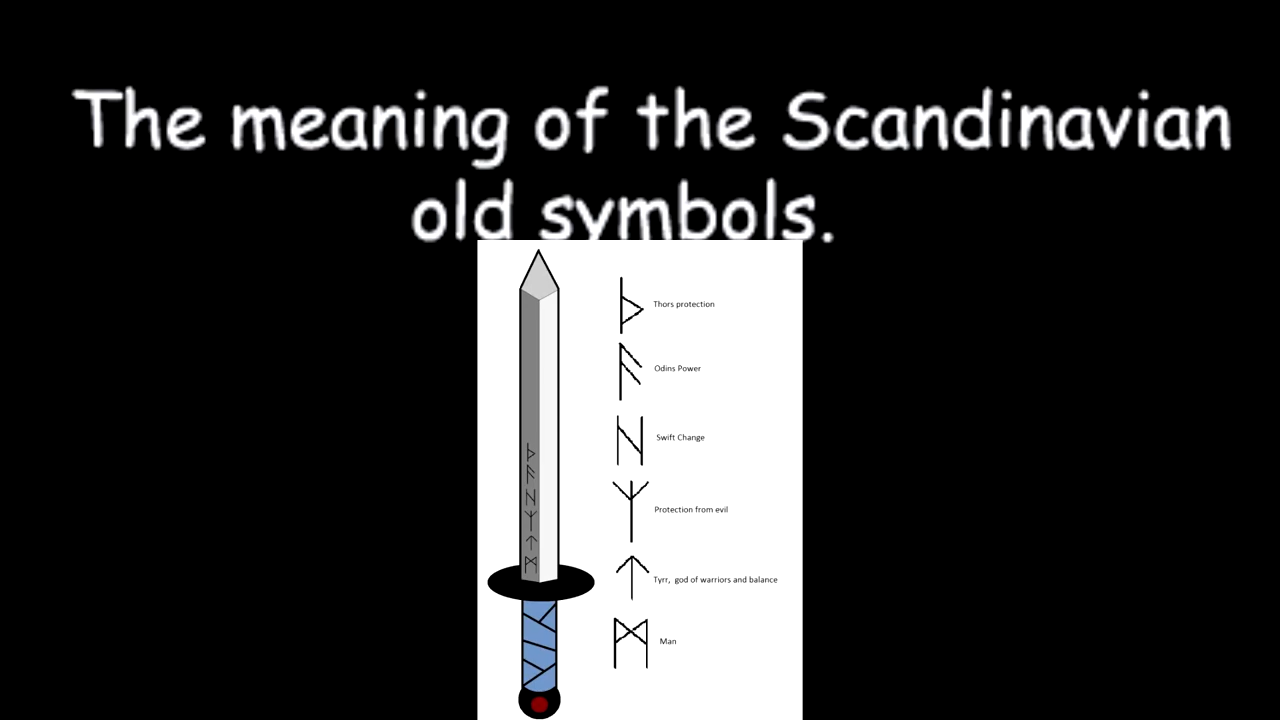 The meaning of the Scandinavian
old symbols.
ᚦ Thors protection
ᚨ Odins Power
ᚺ Swift Change
ᛉ Protection from evil
ᛏ Tyrr, god of warriors and balance
ᛗ Man
ᚦ
ᚨ
ᚺ
ᛉ
ᛏ
ᛗ